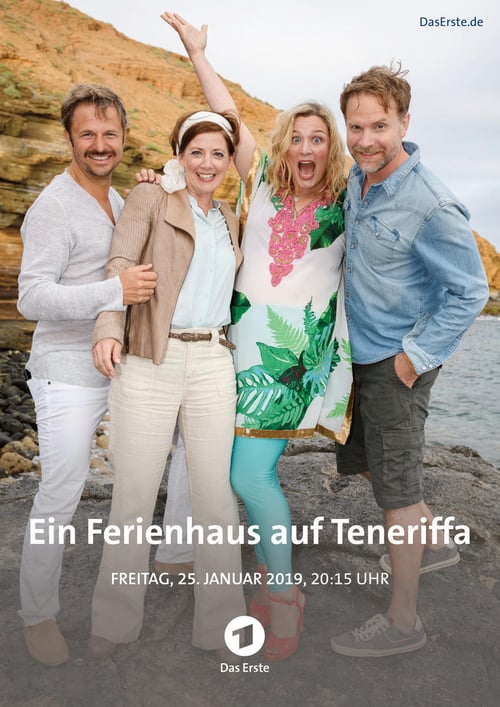 DasErste.de
Ein Ferienhaus auf Teneriffa
FREITAG, 25. JANUAR 2019, 20:15 UHR
1
Das Erste